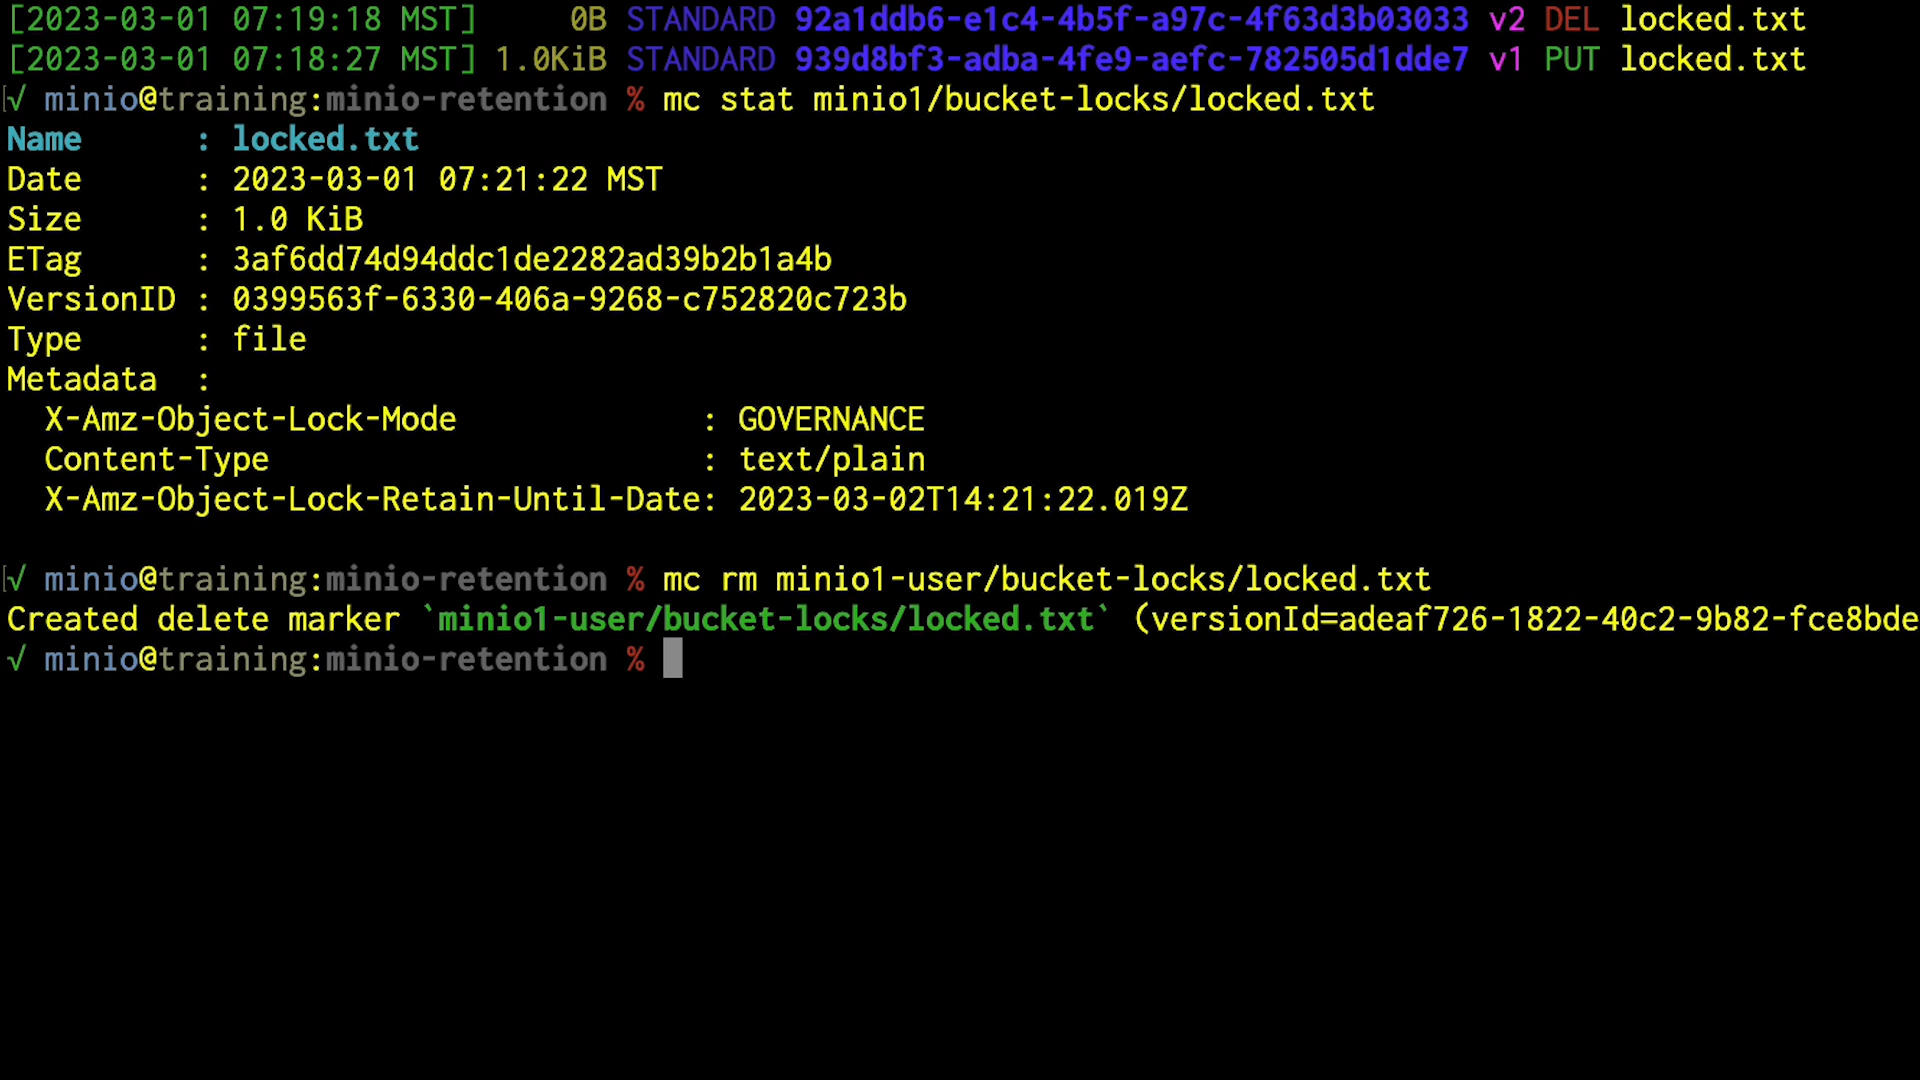 [2023-03-01 07:19:18 MST]     0B STANDARD 92a1ddb6-e1c4-4b5f-a97c-4f63d3b03033 v2 DEL locked.txt
[2023-03-01 07:18:27 MST] 1.0KiB STANDARD 939d8bf3-adba-4fe9-aefc-782505d1dde7 v1 PUT locked.txt
√ minio@training:minio-retention % mc stat minio1/bucket-locks/locked.txt
Name      : locked.txt
Date      : 2023-03-01 07:21:22 MST
Size      : 1.0 KiB
ETag      : 3af6dd74d94ddc1de2282ad39b2b1a4b
VersionID : 0399563f-6330-406a-9268-c752820c723b
Type      : file
Metadata  :
  X-Amz-Object-Lock-Mode             : GOVERNANCE
  Content-Type                       : text/plain
  X-Amz-Object-Lock-Retain-Until-Date: 2023-03-02T14:21:22.019Z
√ minio@training:minio-retention % mc rm minio1-user/bucket-locks/locked.txt
Created delete marker `minio1-user/bucket-locks/locked.txt` (versionId=adeaf726-1822-40c2-9b82-fce8bde
√ minio@training:minio-retention %